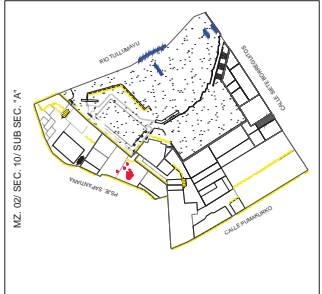 MZ. 02/ SEC. 10/ SUB SEC. "A"
RIO TULLUMAYU
CALLE SIETE BORREGUITOS
PSJE. SAPANTIANA
CALLE PUMAKURKO